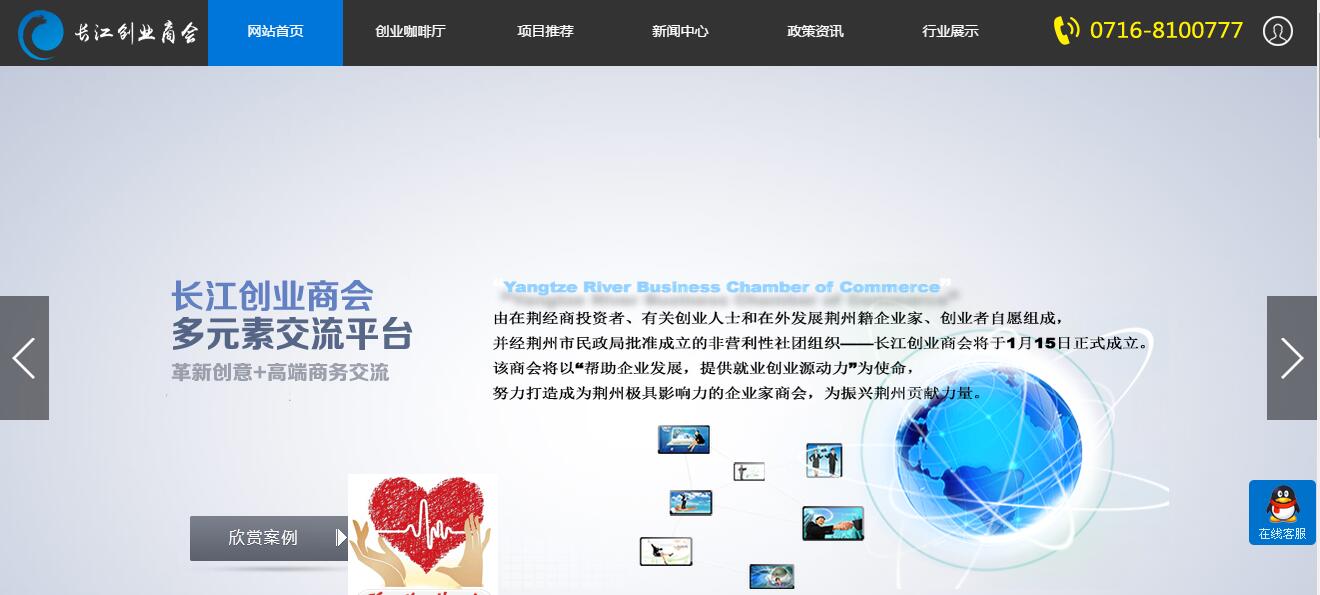 长江创业商会
网站首页
创业咖啡厅
项目推荐
新闻中心
政策资讯
行业展示
0716-8100777
长江创业商会
多元素交流平台
革新创意+高端商务交流
“Yangtze River Business Chamber of Commerce”
由在荆经商投资者、有关创业人士和在外发展荆州籍企业家、创业者自愿组成，
并经荆州市民政局批准成立的非营利性社团组织——长江创业商会将于1月15日正式成立。
该商会将以“帮助企业发展，提供就业创业源动力”为使命，
努力打造成为荆州极具影响力的企业家商会，为振兴荆州贡献力量。
欣赏案例
在线客服